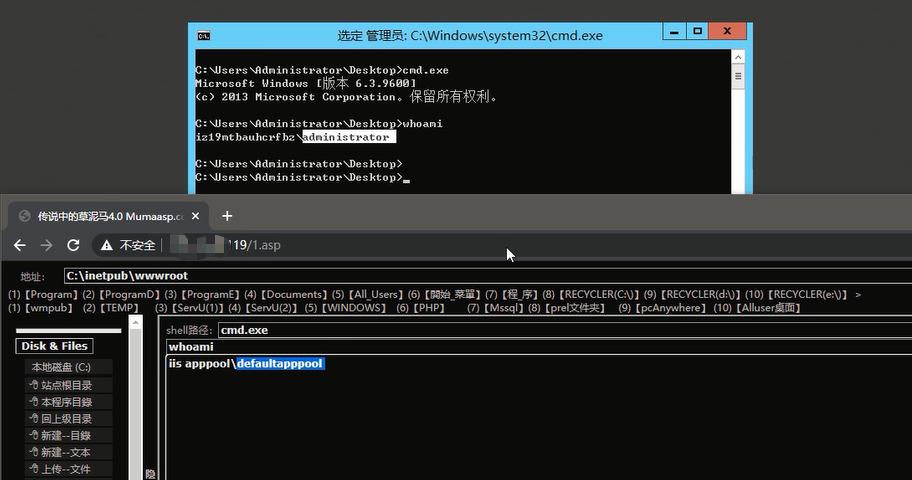 选定 管理员: C:\Windows\system32\cmd.exe
C:\Users\Administrator\Desktop>cmd.exe
Microsoft Windows [版本 6.3.9600]
(c) 2013 Microsoft Corporation。保留所有权利。
C:\Users\Administrator\Desktop>whoami
iz19mtbauhcrfbz\administrator
C:\Users\Administrator\Desktop>
C:\Users\Administrator\Desktop>_
传说中的草泥马4.0 Mumaasp.c
不安全 119/1.asp
地址: C:\inetpub\wwwroot
(1)【Program】(2)【ProgramD】(3)【ProgramE】(4)【Documents】(5)【All_Users】(6)【開始_菜單】(7)【程_序】(8)【RECYCLER(C:\)】(9)【RECYCLER(d:\)】(10)【RECYCLER(e:\)】 >
(1)【wmpub】 (2)【TEMP】 (3)【ServU(1)】(4)【ServU(2)】 (5)【WINDOWS】 (6)【PHP】 (7)【Mssql】(8)【prel文件夹】 (9)【pcAnywhere】 (10)【Alluser桌面】
shell路径: cmd.exe
whoami
iis apppool\defaultapppool
Disk & Files
本地磁盘 (C:)
站点根目录
本程序目錄
回上级目录
新建--目錄
新建--文本
上传--文件
隐